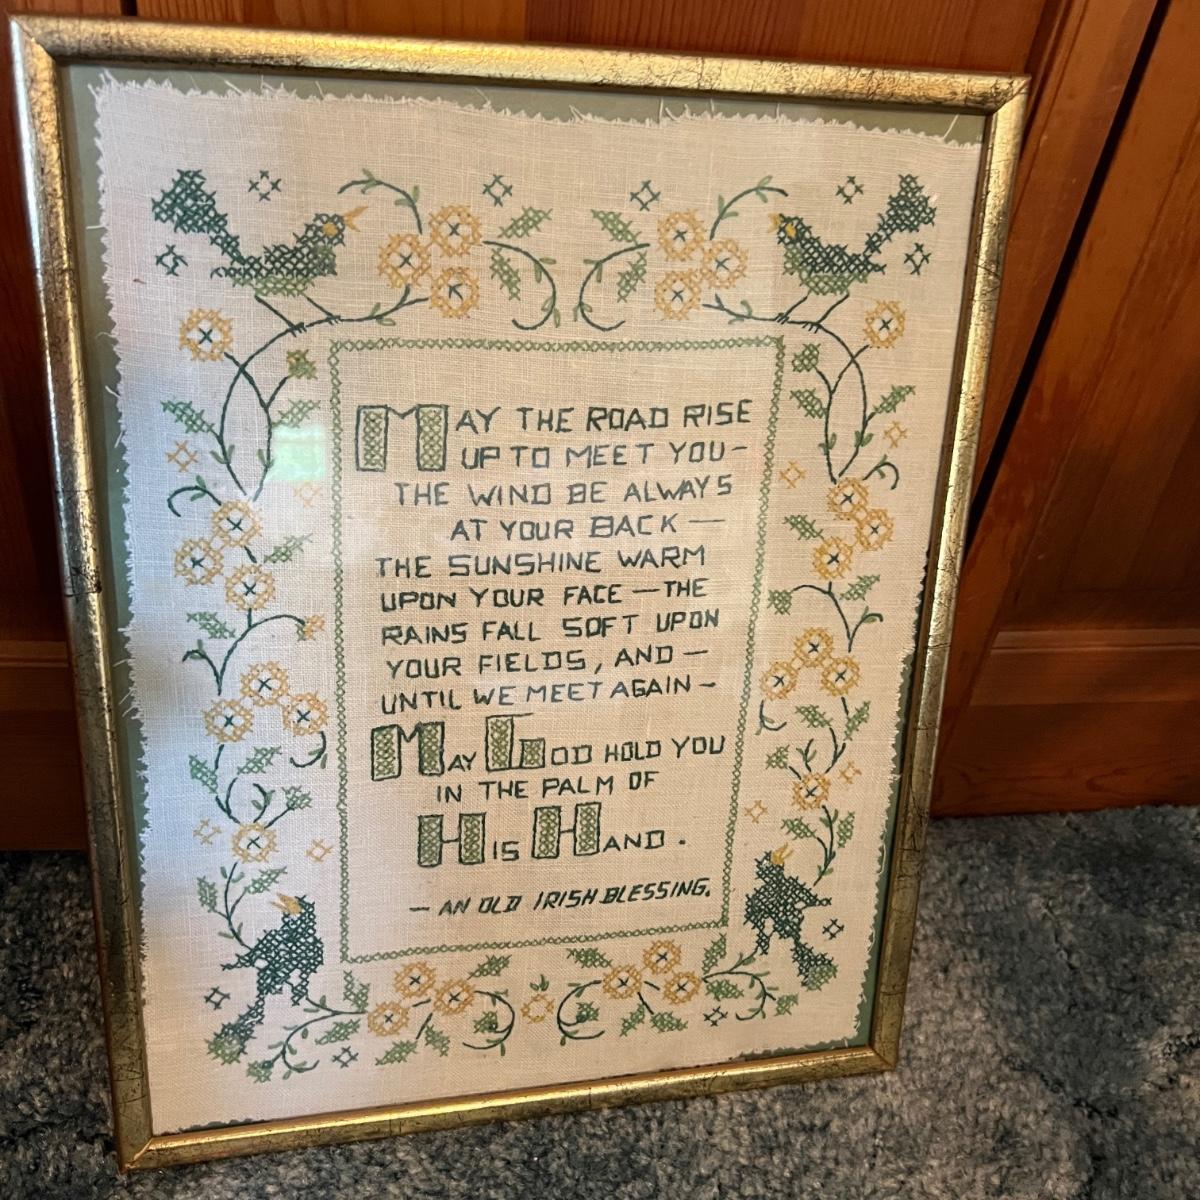 MAY THE ROAD RISE
UP TO MEET YOU-
THE WIND BE ALWAYS
AT YOUR BACK —
THE SUNSHINE WARM
UPON YOUR FACE — THE
RAINS FALL SOFT UPON
YOUR FIELDS, AND —
UNTIL WE MEET AGAIN -
MAY GOD HOLD YOU
IN THE PALM OF
HIS HAND.
— AN OLD IRISH BLESSING.